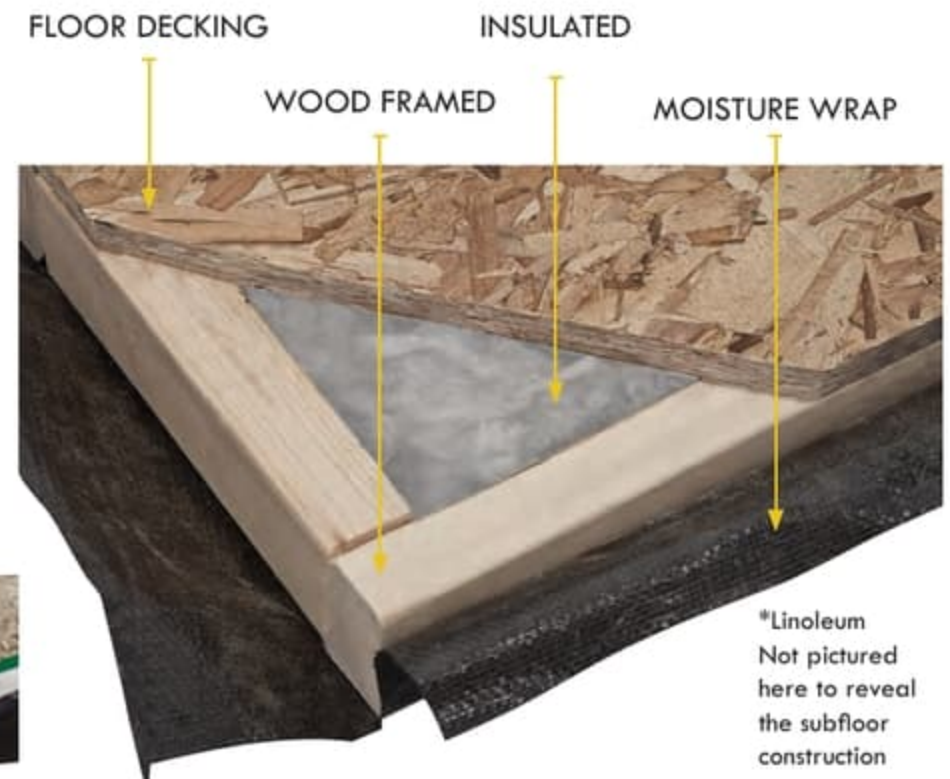 FLOOR DECKING
INSULATED
WOOD FRAMED
MOISTURE WRAP
*Linoleum
Not pictured
here to reveal
the subfloor
construction